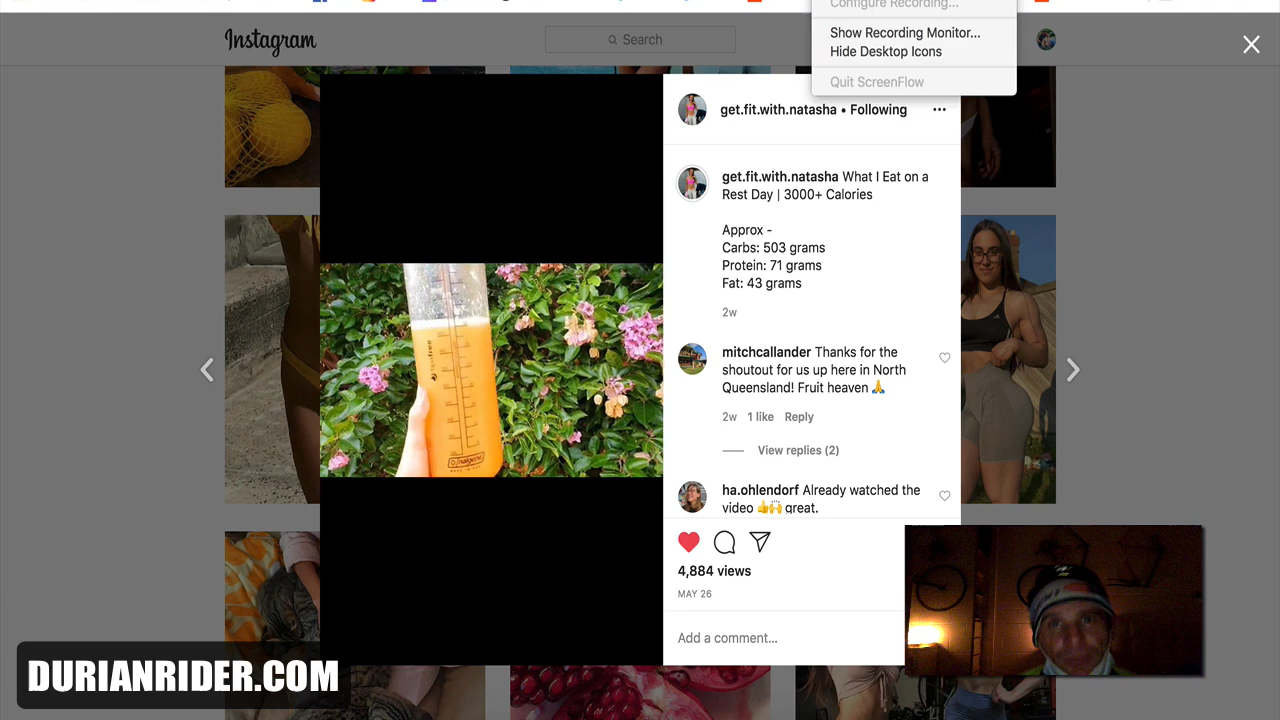 Configure Recording...
Show Recording Monitor...
Hide Desktop Icons
Quit ScreenFlow
Instagram
Search
get.fit.with.natasha • Following
get.fit.with.natasha What I Eat on a
Rest Day | 3000+ Calories
Approx -
Carbs: 503 grams
Protein: 71 grams
Fat: 43 grams
2w
mitchcallander Thanks for the
shoutout for us up here in North
Queensland! Fruit heaven 🙏
2w 1 like Reply
View replies (2)
ha.ohlendorf Already watched the
video 👍🙌 great.
4,884 views
MAY 26
Add a comment...
nalgene
DURIANRIDER.COM